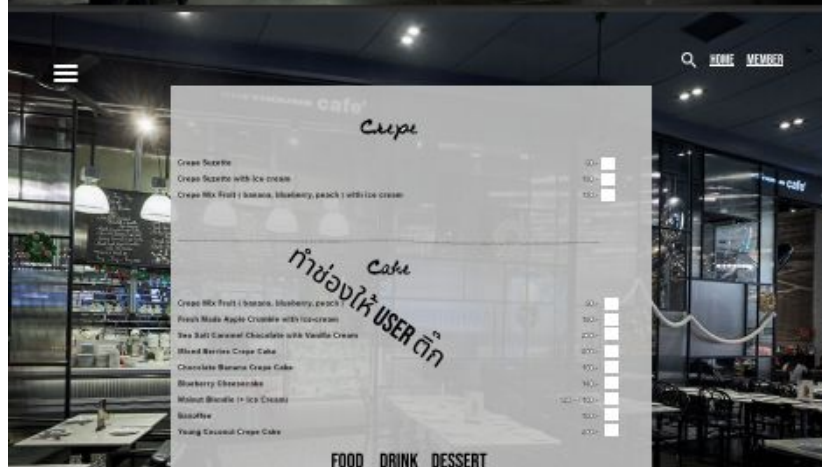 HOME MEMBER
cafe'
Crepe
Crepe Suzette
Crepe Suzette with ice cream
Crepe Mix Fruit ( banana, blueberry, peach ) with ice cream
cafe'
Cake
ทำช่องให้ USER ติ๊ก
Crepe Mix Fruit ( banana, blueberry, peach )
Fresh Made Apple Crumble with Ice-cream
Sea Salt Caramel Chocolate with Vanilla Cream
Mixed Berries Crepe Cake
Chocolate Banana Crepe Cake
Blueberry Cheesecake
Walnut Blondie (+ Ice Cream)
Banoffee
Young Coconut Crepe Cake
FOOD DRINK DESSERT